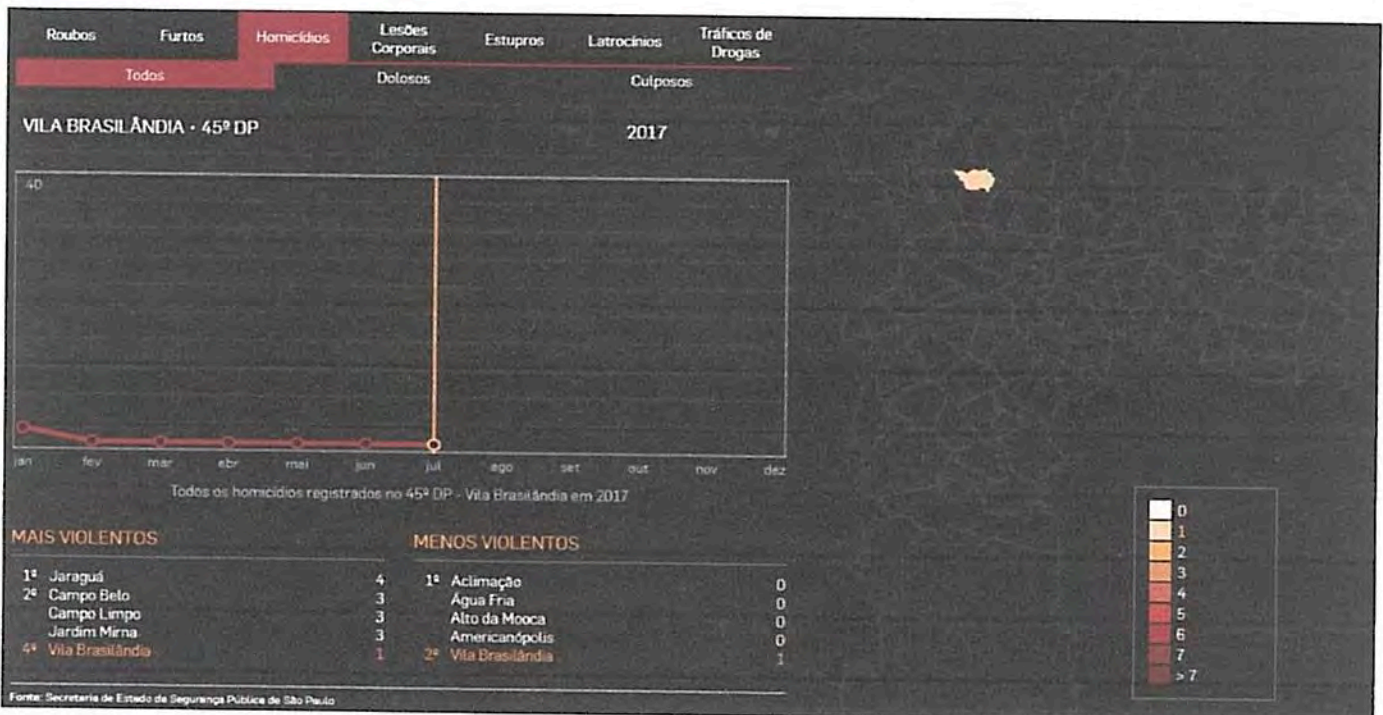 Roubos Furtos Homicídios Lesões Corporais Estupros Latrocínios Tráficos de Drogas
Todos Dolosos Culposos
VILA BRASILÂNDIA · 45º DP 2017
40
jan fev mar abr mai jun jul ago set out nov dez
Todos os homicídios registrados no 45º DP - Vila Brasilândia em 2017
MAIS VIOLENTOS
1º Jaraguá 4
2º Campo Belo 3
Campo Limpo 3
Jardim Mirna 3
4º Vila Brasilândia 1
MENOS VIOLENTOS
1º Aclimação 0
Água Fria 0
Alto da Mooca 0
Americanópolis 0
2º Vila Brasilândia 1
Fonte: Secretaria de Estado de Segurança Pública de São Paulo
0
1
2
3
4
5
6
7
> 7